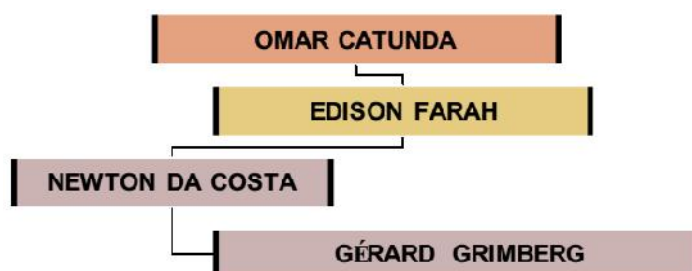 OMAR CATUNDA
EDISON FARAH
NEWTON DA COSTA
GÉRARD GRIMBERG